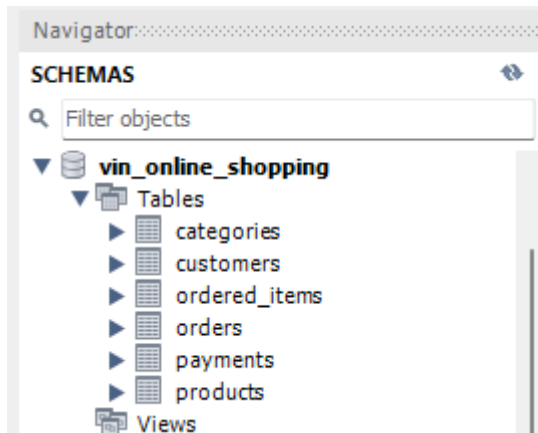 Navigator
SCHEMAS
Filter objects
vin_online_shopping
Tables
categories
customers
ordered_items
orders
payments
products
Views